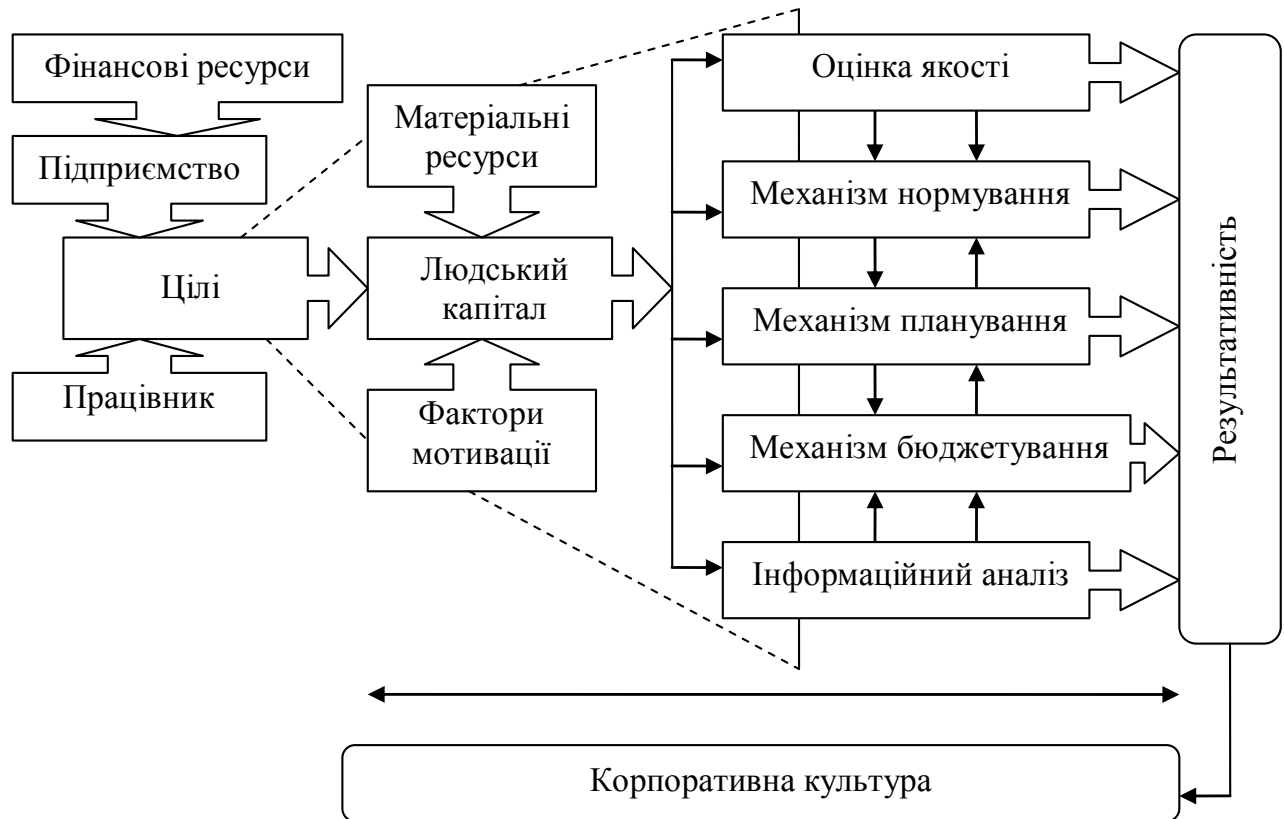 Фінансові ресурси
Підприємство
Цілі
Працівник
Матеріальні
ресурси
Людський
капітал
Фактори
мотивації
Оцінка якості
Механізм нормування
Механізм планування
Механізм бюджетування
Інформаційний аналіз
Результативність
Корпоративна культура